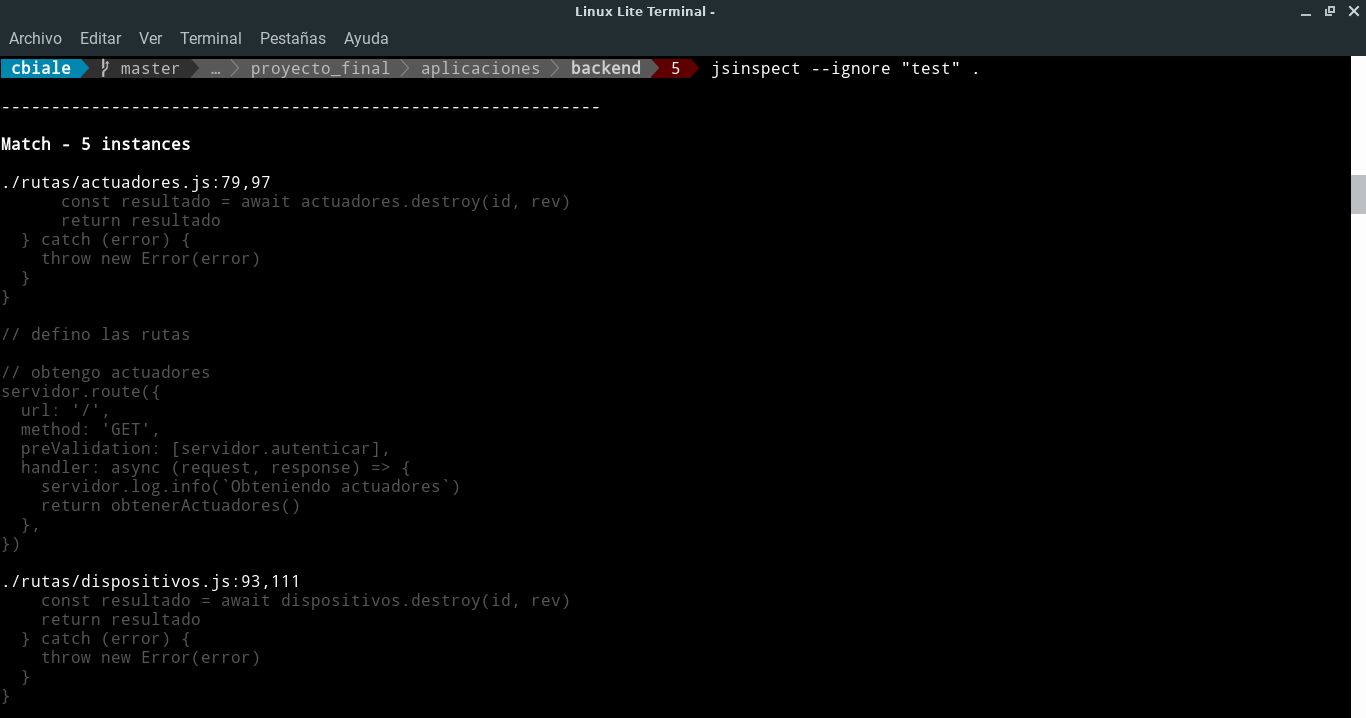 Linux Lite Terminal -
Archivo Editar Ver Terminal Pestañas Ayuda
cbiale master … proyecto_final aplicaciones backend 5 jsinspect --ignore "test" .
------------------------------------------------------------
Match - 5 instances
./rutas/actuadores.js:79,97
      const resultado = await actuadores.destroy(id, rev)
      return resultado
  } catch (error) {
    throw new Error(error)
  }
}
// defino las rutas
// obtengo actuadores
servidor.route({
  url: '/',
  method: 'GET',
  preValidation: [servidor.autenticar],
  handler: async (request, response) => {
    servidor.log.info(`Obteniendo actuadores`)
    return obtenerActuadores()
  },
})
./rutas/dispositivos.js:93,111
    const resultado = await dispositivos.destroy(id, rev)
    return resultado
  } catch (error) {
    throw new Error(error)
  }
}